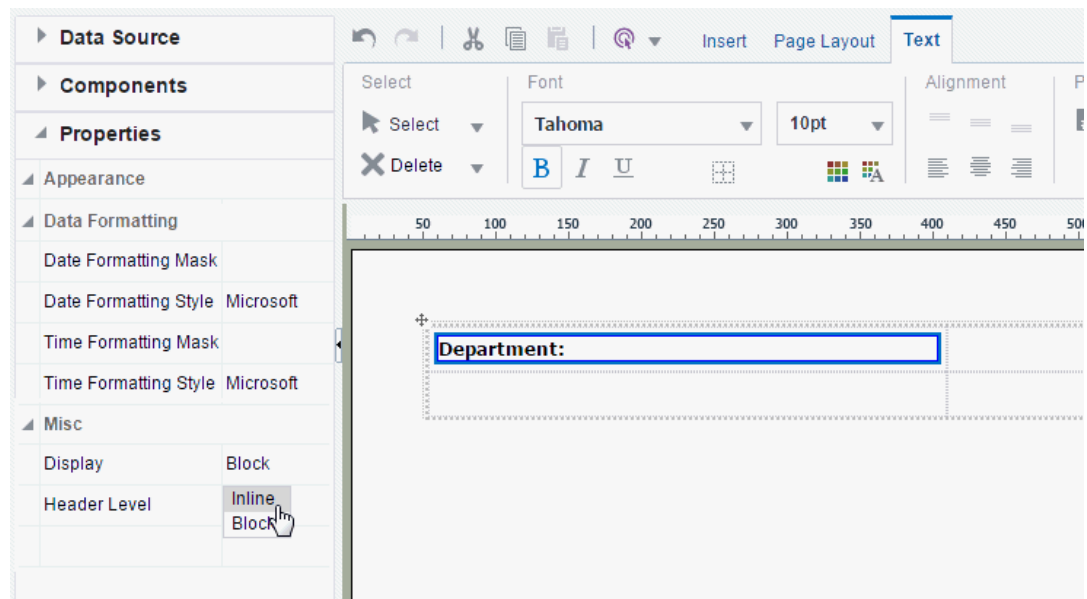 Data Source
Components
Properties
Appearance
Data Formatting
Date Formatting Mask
Date Formatting Style Microsoft
Time Formatting Mask
Time Formatting Style Microsoft
Misc
Display Block
Header Level
Inline
Block
Insert Page Layout Text
Select Font Alignment P
Select Tahoma 10pt
Delete B I U
50 100 150 200 250 300 350 400 450 500
Department: